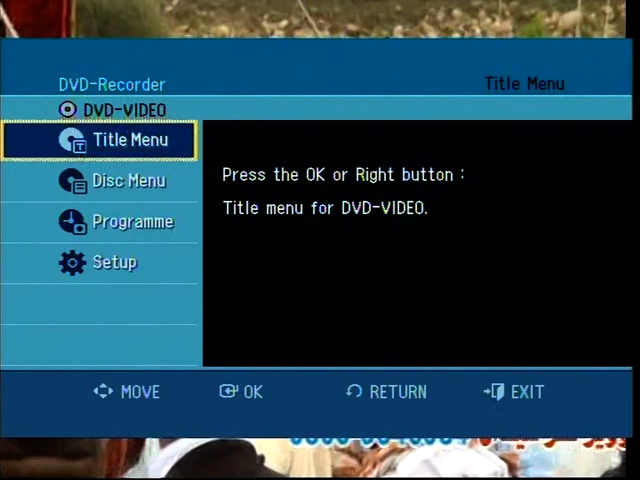 DVD-Recorder
Title Menu
DVD-VIDEO
Title Menu
Disc Menu
Programme
Setup
Press the OK or Right button :
Title menu for DVD-VIDEO.
MOVE
OK
RETURN
EXIT